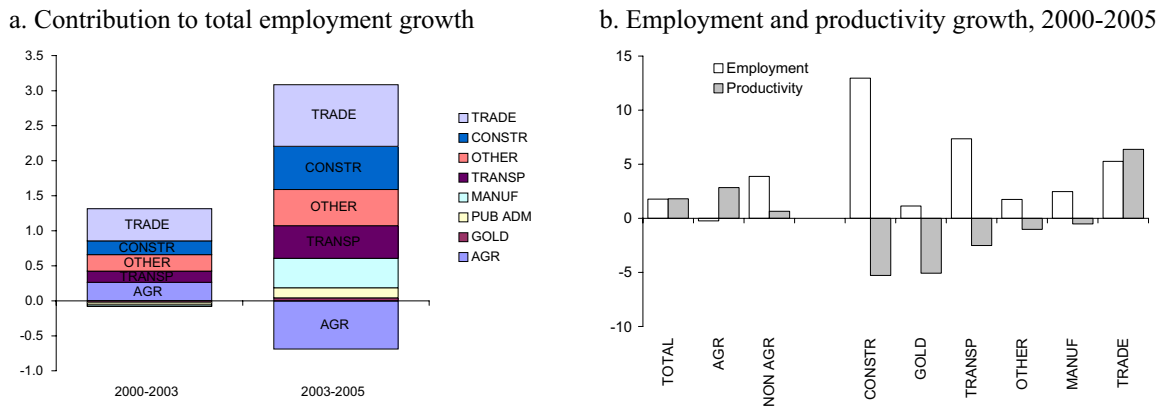 a. Contribution to total employment growth
3.5
3.0
2.5
2.0
1.5
1.0
0.5
0.0
-0.5
-1.0
TRADE
CONSTR
OTHER
TRANSP
AGR
TRADE
CONSTR
OTHER
TRANSP
AGR
2000-2003
2003-2005
TRADE
CONSTR
OTHER
TRANSP
MANUF
PUB ADM
GOLD
AGR
b. Employment and productivity growth, 2000-2005
15
10
5
0
-5
-10
Employment
Productivity
TOTAL
AGR
NON AGR
CONSTR
GOLD
TRANSP
OTHER
MANUF
TRADE